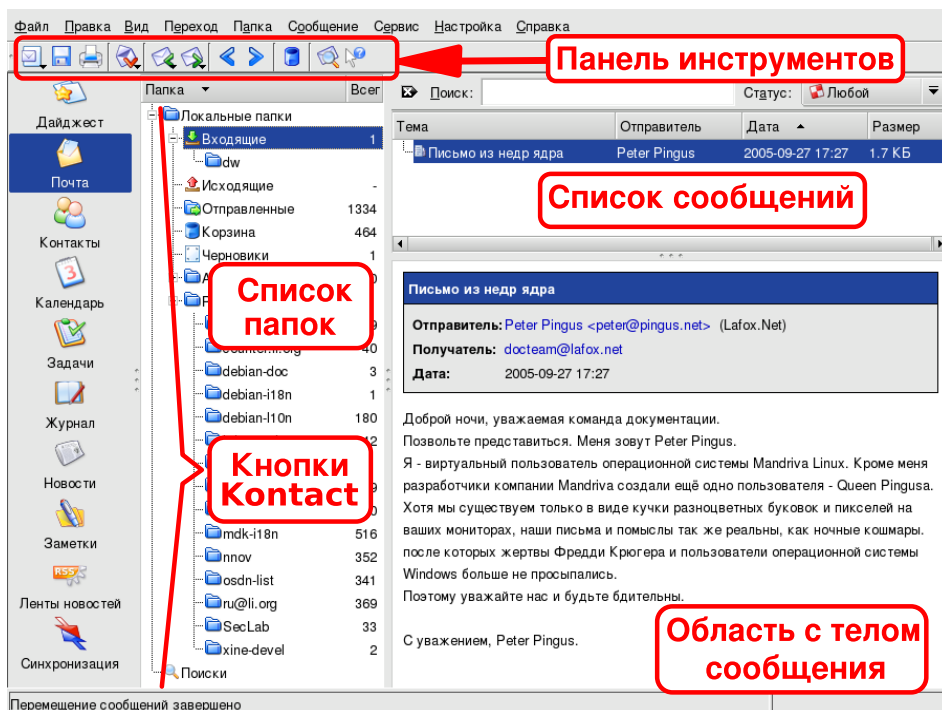 Файл Правка Вид Переход Папка Сообщение Сервис Настройка Справка
Панель инструментов
Дайджест
Почта
Контакты
Календарь
Задачи
Журнал
Новости
Заметки
RSS
Ленты новостей
Синхронизация
Папка Всег
Локальные папки
Входящие 1
dw
Исходящие -
Отправленные 1334
Корзина 464
Черновики 1
Список
папок
40
debian-doc 3
debian-i18n 1
debian-l10n 180
Кнопки
Kontact
mdk-i18n 516
nnov 352
osdn-list 341
ru@li.org 369
SecLab 33
xine-devel 2
Поиски
Поиск: Статус: Любой
Тема Отправитель Дата Размер
Письмо из недр ядра Peter Pingus 2005-09-27 17:27 1.7 КБ
Список сообщений
Письмо из недр ядра
Отправитель: Peter Pingus <peter@pingus.net> (Lafox.Net)
Получатель: docteam@lafox.net
Дата: 2005-09-27 17:27
Доброй ночи, уважаемая команда документации.
Позвольте представиться. Меня зовут Peter Pingus.
Я - виртуальный пользователь операционной системы Mandriva Linux. Кроме меня
разработчики компании Mandriva создали ещё одно пользователя - Queen Pingusa.
Хотя мы существуем только в виде кучки разноцветных буковок и пикселей на
ваших мониторах, наши письма и помыслы так же реальны, как ночные кошмары.
после которых жертвы Фредди Крюгера и пользователи операционной системы
Windows больше не просыпались.
Поэтому уважайте нас и будьте бдительны.
С уважением, Peter Pingus.
Область с телом
сообщения
Перемещение сообщений завершено